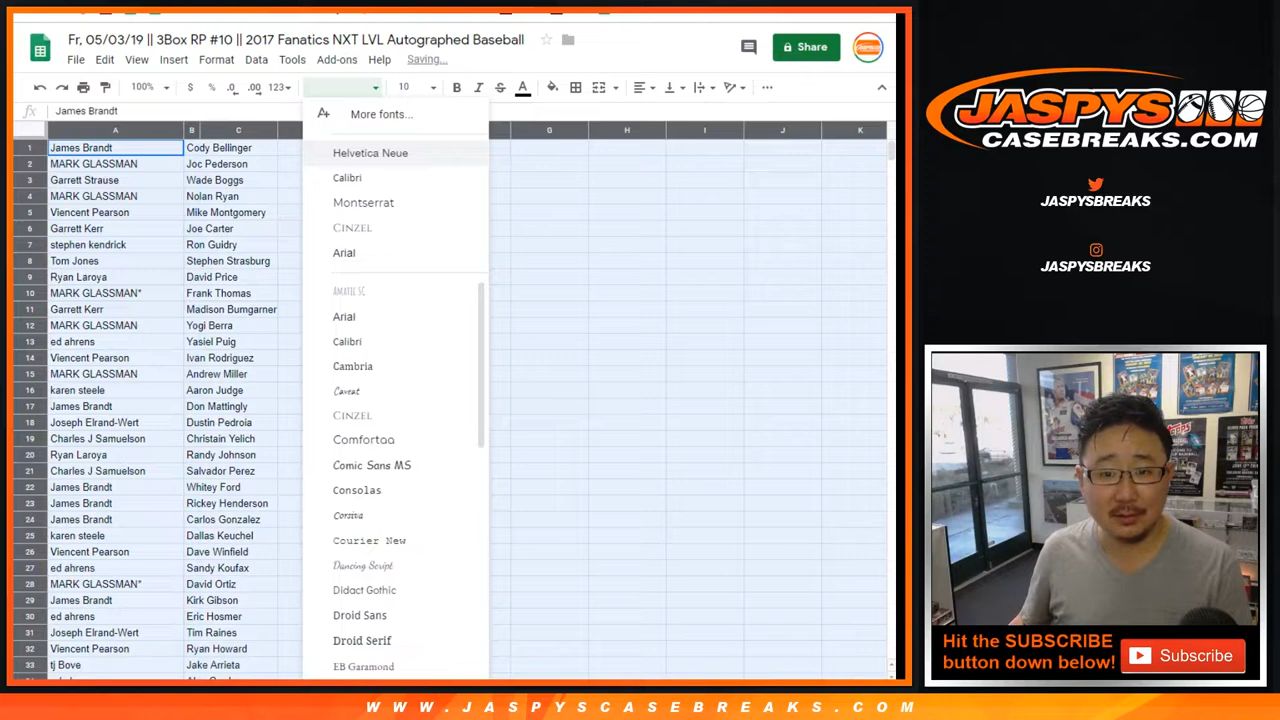 Fr, 05/03/19 || 3Box RP #10 || 2017 Fanatics NXT LVL Autographed Baseball
Share
File Edit View Insert Format Data Tools Add-ons Help Saving...
100% $ % .0 .00 123 10 B I S A
fx James Brandt
A B C G H I J K
1 James Brandt Cody Bellinger
2 MARK GLASSMAN Joc Pederson
3 Garrett Strause Wade Boggs
4 MARK GLASSMAN Nolan Ryan
5 Viencent Pearson Mike Montgomery
6 Garrett Kerr Joe Carter
7 stephen kendrick Ron Guidry
8 Tom Jones Stephen Strasburg
9 Ryan Laroya David Price
10 MARK GLASSMAN* Frank Thomas
11 Garrett Kerr Madison Bumgarner
12 MARK GLASSMAN Yogi Berra
13 ed ahrens Yasiel Puig
14 Viencent Pearson Ivan Rodriguez
15 MARK GLASSMAN Andrew Miller
16 karen steele Aaron Judge
17 James Brandt Don Mattingly
18 Joseph Elrand-Wert Dustin Pedroia
19 Charles J Samuelson Christain Yelich
20 Ryan Laroya Randy Johnson
21 Charles J Samuelson Salvador Perez
22 James Brandt Whitey Ford
23 James Brandt Rickey Henderson
24 James Brandt Carlos Gonzalez
25 karen steele Dallas Keuchel
26 Viencent Pearson Dave Winfield
27 ed ahrens Sandy Koufax
28 MARK GLASSMAN* David Ortiz
29 James Brandt Kirk Gibson
30 ed ahrens Eric Hosmer
31 Joseph Elrand-Wert Tim Raines
32 Viencent Pearson Ryan Howard
33 tj Bove Jake Arrieta
More fonts...
Helvetica Neue
Calibri
Montserrat
CINZEL
Arial
AMATIC SC
Arial
Calibri
Cambria
Caveat
CINZEL
Comfortaa
Comic Sans MS
Consolas
Corsiva
Courier New
Dancing Script
Didact Gothic
Droid Sans
Droid Serif
EB Garamond
JASPYS
CASEBREAKS.COM
JASPYSBREAKS
JASPYSBREAKS
Hit the SUBSCRIBE
button down below!
Subscribe
WWW.JASPYSCASEBREAKS.COM